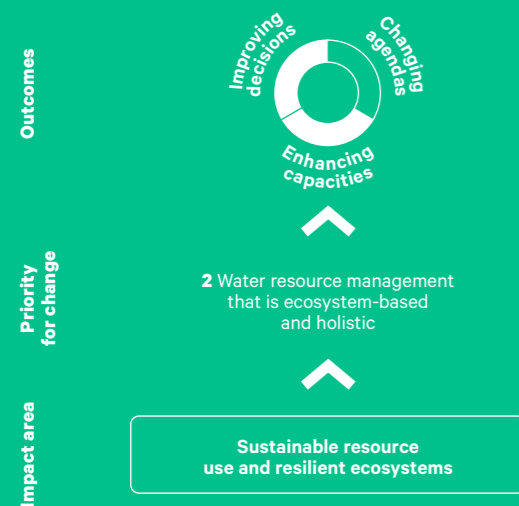 Outcomes
Improving
decisions
Changing
agendas
Enhancing
capacities
Priority
for change
2 Water resource management
that is ecosystem-based
and holistic
Impact area
Sustainable resource
use and resilient ecosystems